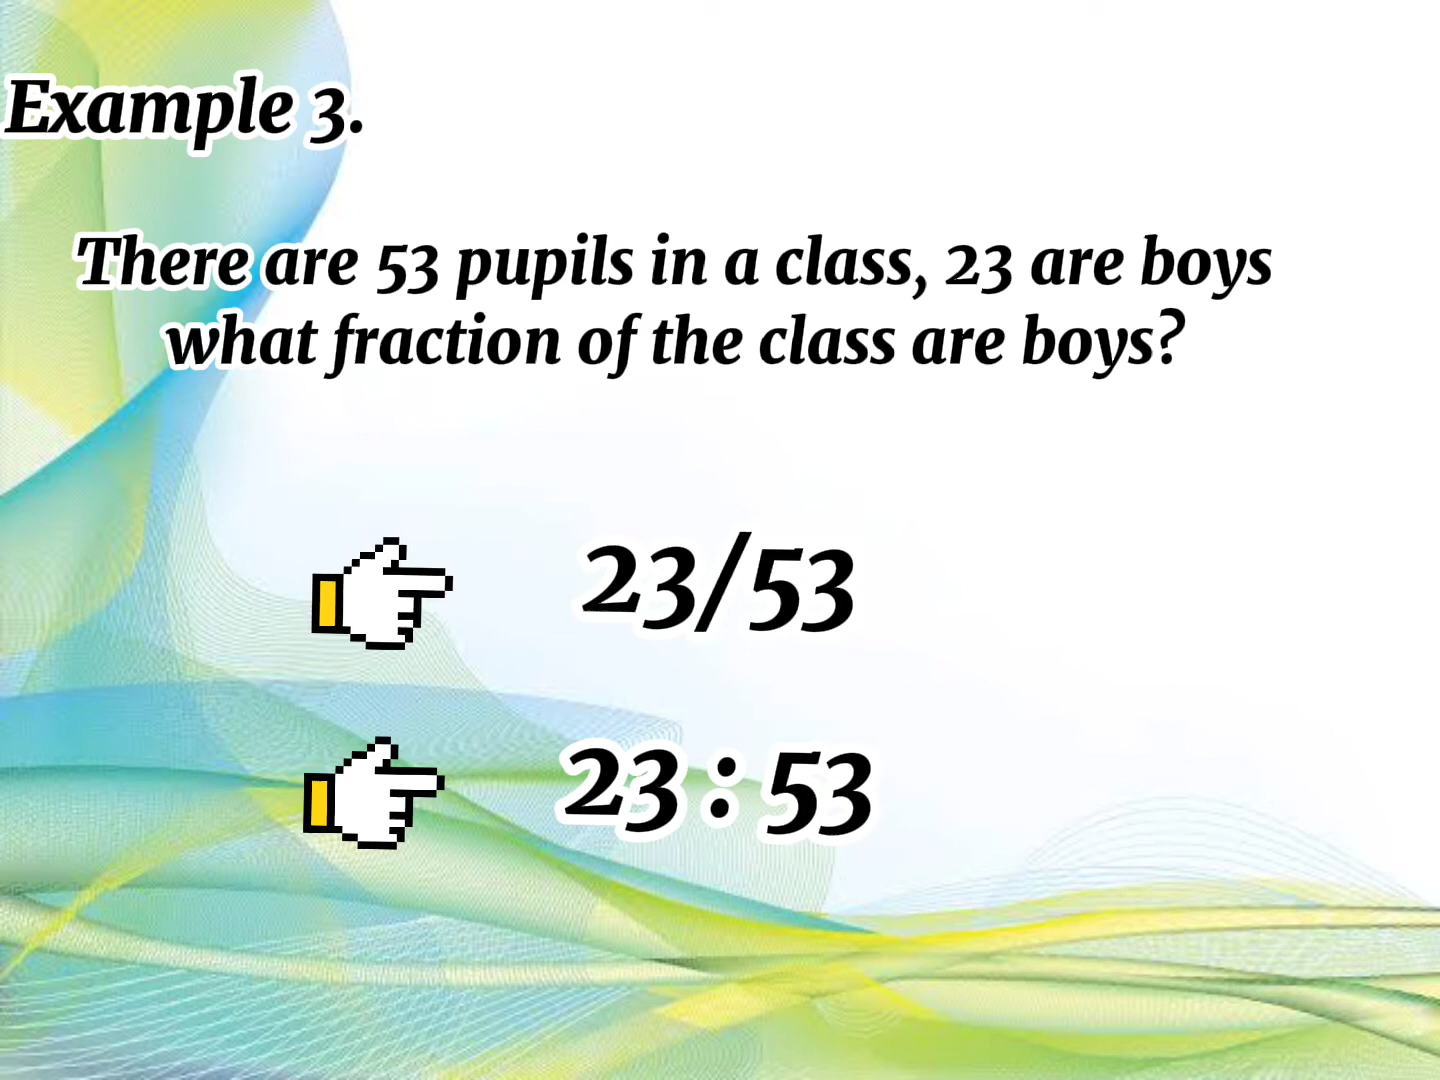 Example 3.
There are 53 pupils in a class, 23 are boys
what fraction of the class are boys?
23/53
23 : 53